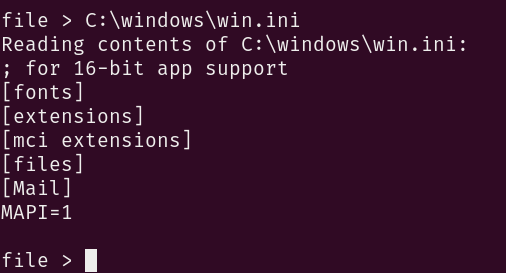 file > C:\windows\win.ini
Reading contents of C:\windows\win.ini:
; for 16-bit app support
[fonts]
[extensions]
[mci extensions]
[files]
[Mail]
MAPI=1
file >